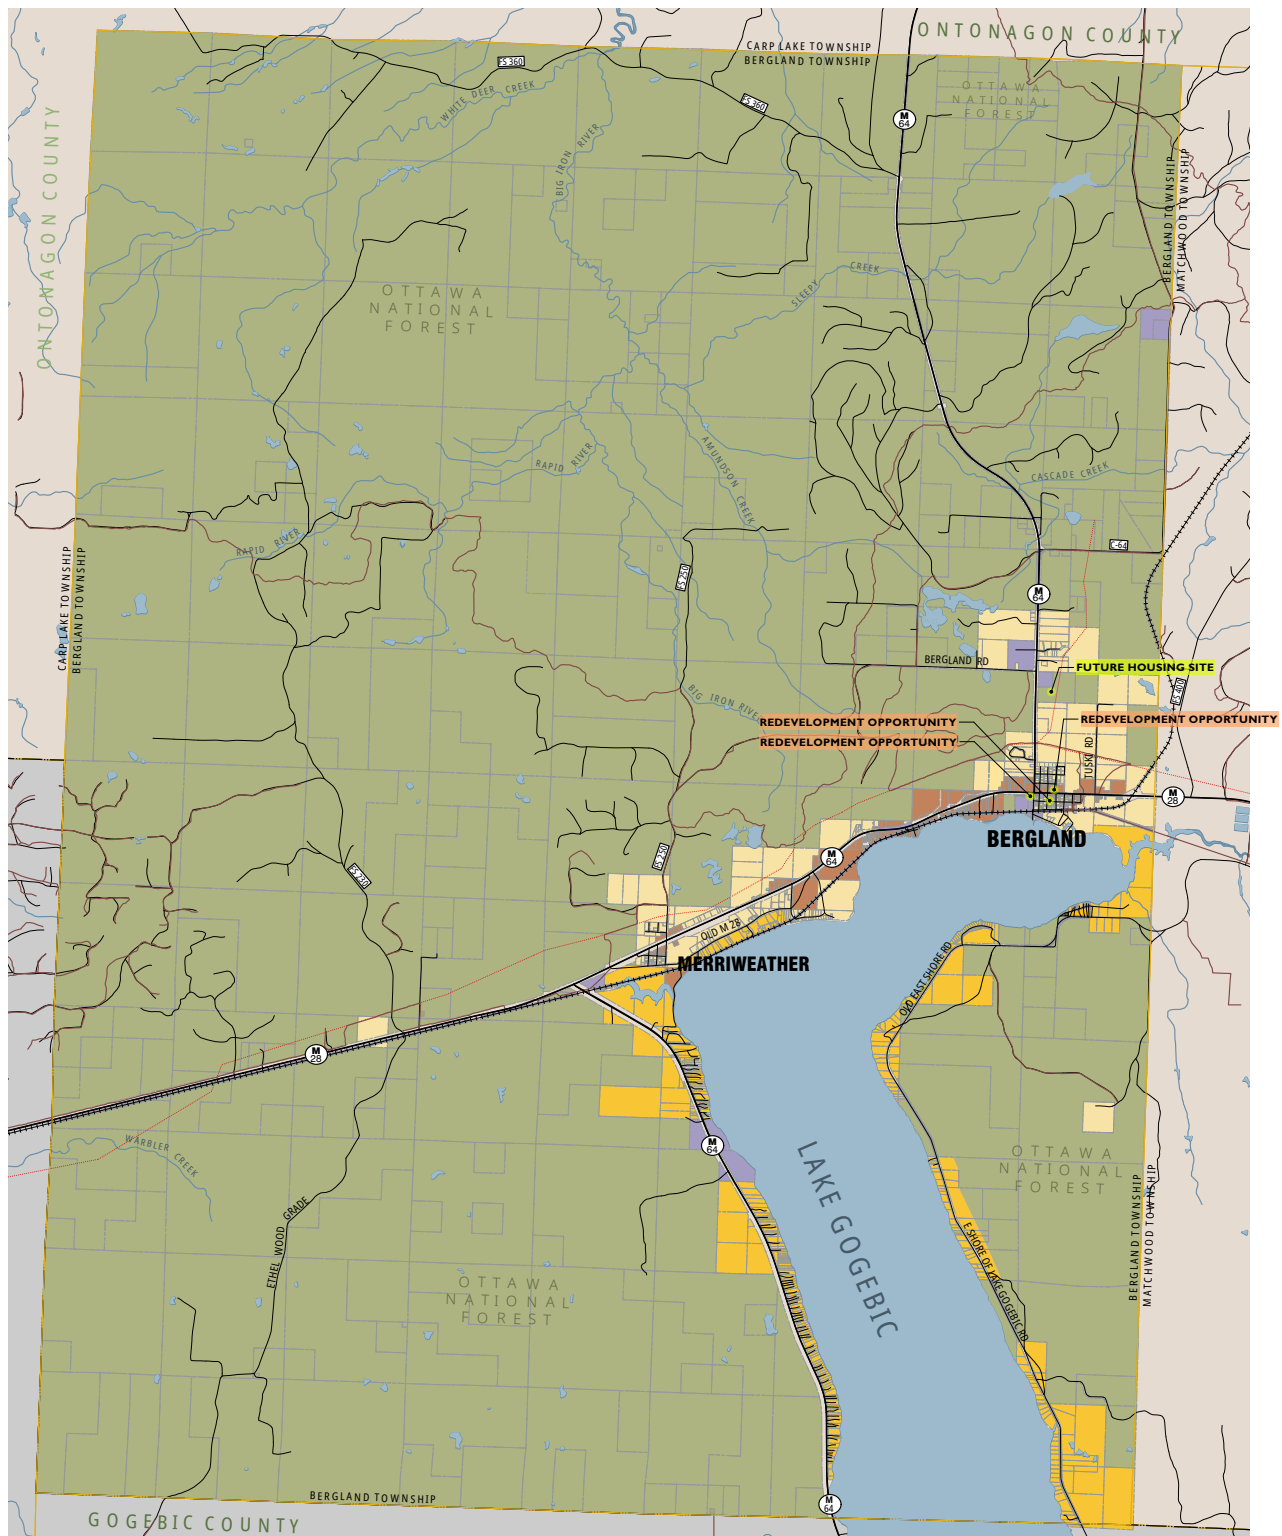 ONTONAGON COUNTY
CARP LAKE TOWNSHIP
BERGLAND TOWNSHIP
FS 360
WHITE DEER CREEK
FS 360
OTTAWA
NATIONAL
FOREST
M
64
ONTONAGON COUNTY
BIG IRON RIVER
BERGLAND TOWNSHIP
MATCHWOOD TOWNSHIP
CREEK
SLEEPY
OTTAWA
NATIONAL
FOREST
AMUNDSON CREEK
RAPID RIVER
CASCADE CREEK
RAPID RIVER
C-64
CARP LAKE TOWNSHIP
BERGLAND TOWNSHIP
FS 250
M
64
BERGLAND RD
FUTURE HOUSING SITE
FS 400
BIG IRON RIVER
REDEVELOPMENT OPPORTUNITY
REDEVELOPMENT OPPORTUNITY
REDEVELOPMENT OPPORTUNITY
TUSKI RD
M
28
BERGLAND
M
64
FS 250
FS 230
OLD M 28
MERRIWEATHER
OLD EAST SHORE RD
M
28
WARBLER CREEK
M
64
LAKE GOGEBIC
OTTAWA
NATIONAL
FOREST
BERGLAND TOWNSHIP
MATCHWOOD TOWNSHIP
ETHEL WOOD GRADE
E SHORE OF LAKE GOGEBIC RD
OTTAWA
NATIONAL
FOREST
BERGLAND TOWNSHIP
M
64
GOGEBIC COUNTY